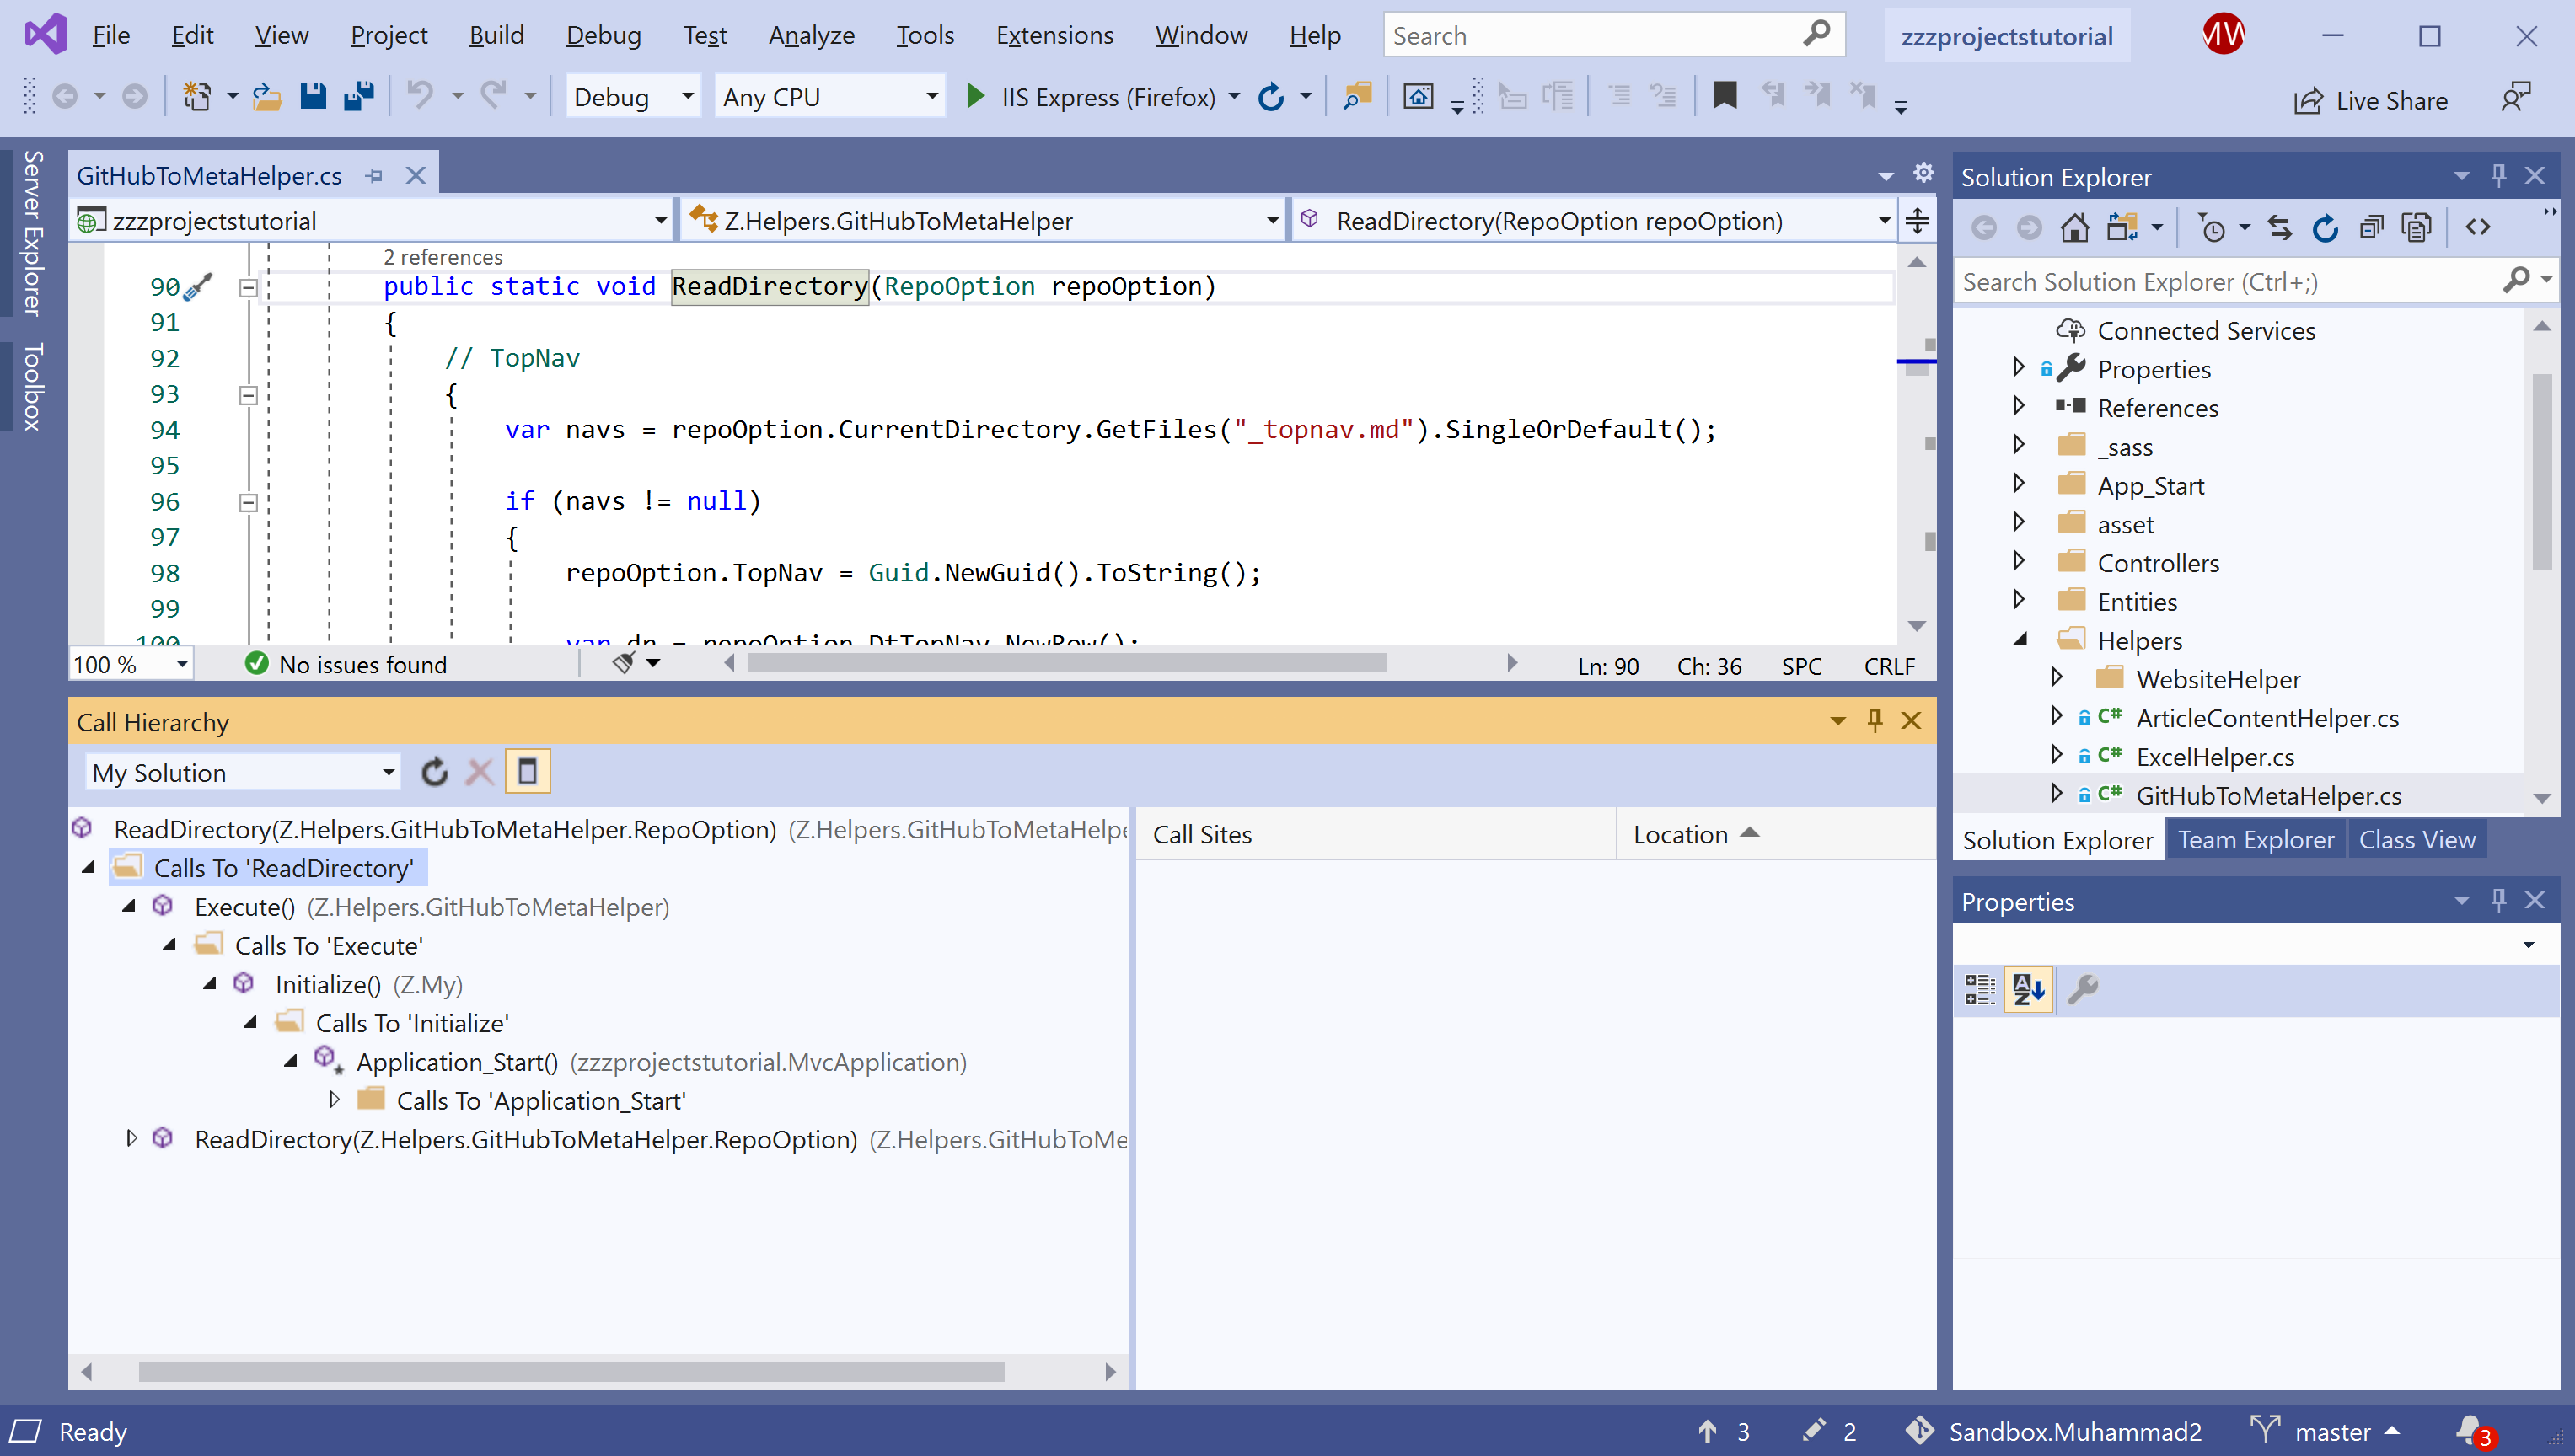 File Edit View Project Build Debug Test Analyze Tools Extensions Window Help Search zzzprojectstutorial MW
Debug Any CPU IIS Express (Firefox) Live Share
Server Explorer
Toolbox
GitHubToMetaHelper.cs
zzzprojectstutorial Z.Helpers.GitHubToMetaHelper ReadDirectory(RepoOption repoOption)
2 references
90 public static void ReadDirectory(RepoOption repoOption)
91 {
92 // TopNav
93 {
94 var navs = repoOption.CurrentDirectory.GetFiles("_topnav.md").SingleOrDefault();
95
96 if (navs != null)
97 {
98 repoOption.TopNav = Guid.NewGuid().ToString();
99
100 var dr = repoOption.DtTopNav.NewRow();
100 % No issues found Ln: 90 Ch: 36 SPC CRLF
Call Hierarchy
My Solution
ReadDirectory(Z.Helpers.GitHubToMetaHelper.RepoOption) (Z.Helpers.GitHubToMetaHelpe
Calls To 'ReadDirectory'
Execute() (Z.Helpers.GitHubToMetaHelper)
Calls To 'Execute'
Initialize() (Z.My)
Calls To 'Initialize'
Application_Start() (zzzprojectstutorial.MvcApplication)
Calls To 'Application_Start'
ReadDirectory(Z.Helpers.GitHubToMetaHelper.RepoOption) (Z.Helpers.GitHubToMe
Call Sites Location
Solution Explorer
Search Solution Explorer (Ctrl+;)
Connected Services
Properties
References
_sass
App_Start
asset
Controllers
Entities
Helpers
WebsiteHelper
C# ArticleContentHelper.cs
C# ExcelHelper.cs
C# GitHubToMetaHelper.cs
Solution Explorer Team Explorer Class View
Properties
Ready 3 2 Sandbox.Muhammad2 master 3